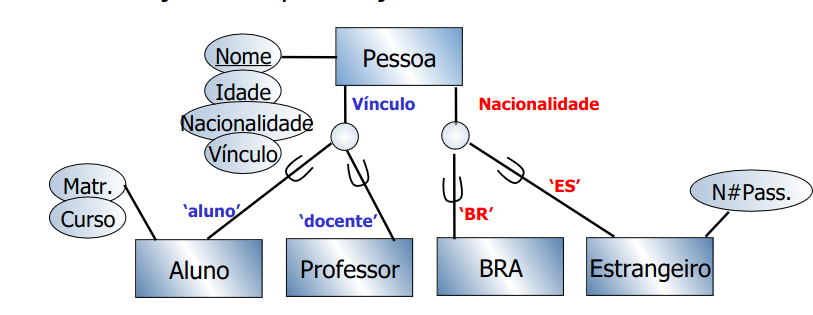 Pessoa
Nome
Idade
Nacionalidade
Vínculo
Vínculo
Nacionalidade
Matr.
Curso
‘aluno’
‘docente’
‘BR’
‘ES’
N#Pass.
Aluno
Professor
BRA
Estrangeiro